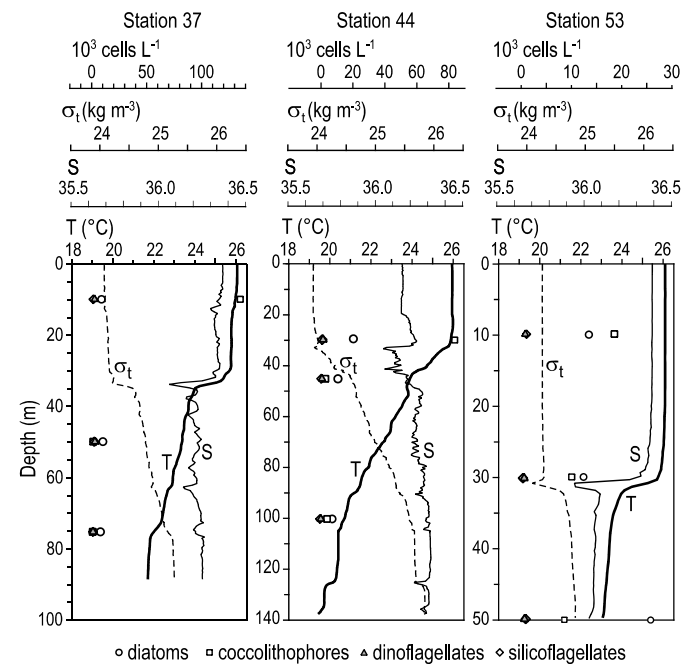 Station 37 Station 44 Station 53
10³ cells L⁻¹ 10³ cells L⁻¹ 10³ cells L⁻¹
0 50 100 0 20 40 60 80 0 10 20 30
σt (kg m⁻³) σt (kg m⁻³) σt (kg m⁻³)
24 25 26 24 25 26 24 25 26
S S S
35.5 36.0 36.5 35.5 36.0 36.5 36.0 36.5
T (°C) T (°C) T (°C)
18 20 22 24 26 18 20 22 24 26 18 20 22 24 26
Depth (m)
0 20 40 60 80 100
σt T S
0 20 40 60 80 100 120 140
σt T S
0 10 20 30 40 50
σt S T
○ diatoms □ coccolithophores △ dinoflagellates ◇ silicoflagellates